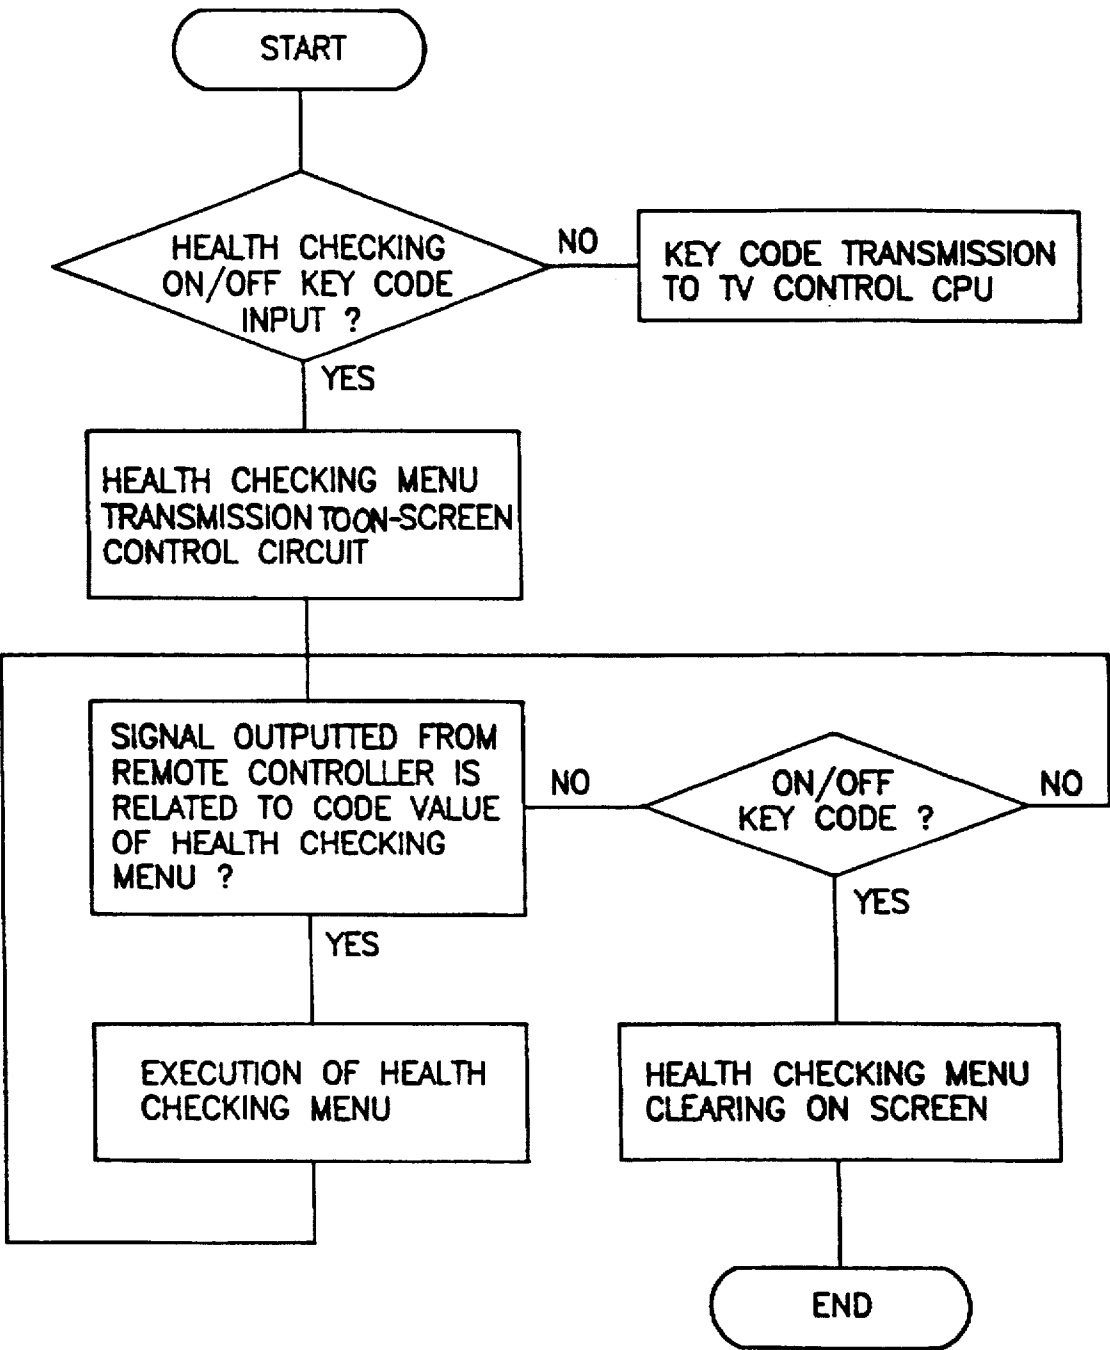 START
HEALTH CHECKING
ON/OFF KEY CODE
INPUT ?
NO
KEY CODE TRANSMISSION
TO TV CONTROL CPU
YES
HEALTH CHECKING MENU
TRANSMISSION TO ON-SCREEN
CONTROL CIRCUIT
SIGNAL OUTPUTTED FROM
REMOTE CONTROLLER IS
RELATED TO CODE VALUE
OF HEALTH CHECKING
MENU ?
NO
ON/OFF
KEY CODE ?
NO
YES
YES
EXECUTION OF HEALTH
CHECKING MENU
HEALTH CHECKING MENU
CLEARING ON SCREEN
END